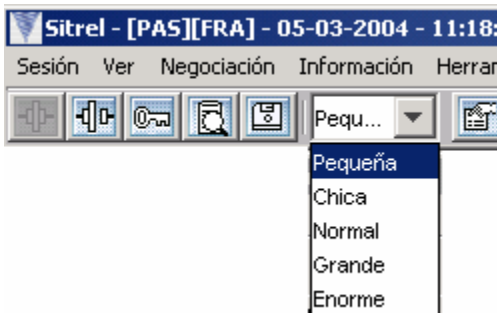 Sitrel - [PAS][FRA] - 05-03-2004 - 11:18:
Sesión Ver Negociación Información Herrar
Pequ...
Pequeña
Chica
Normal
Grande
Enorme